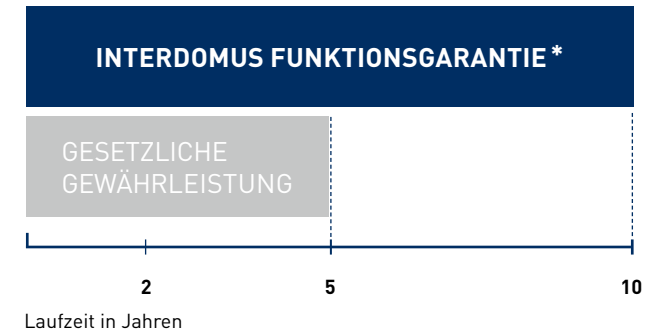 INTERDOMUS FUNKTIONSGARANTIE*
GESETZLICHE
GEWÄHRLEISTUNG
2 5 10
Laufzeit in Jahren